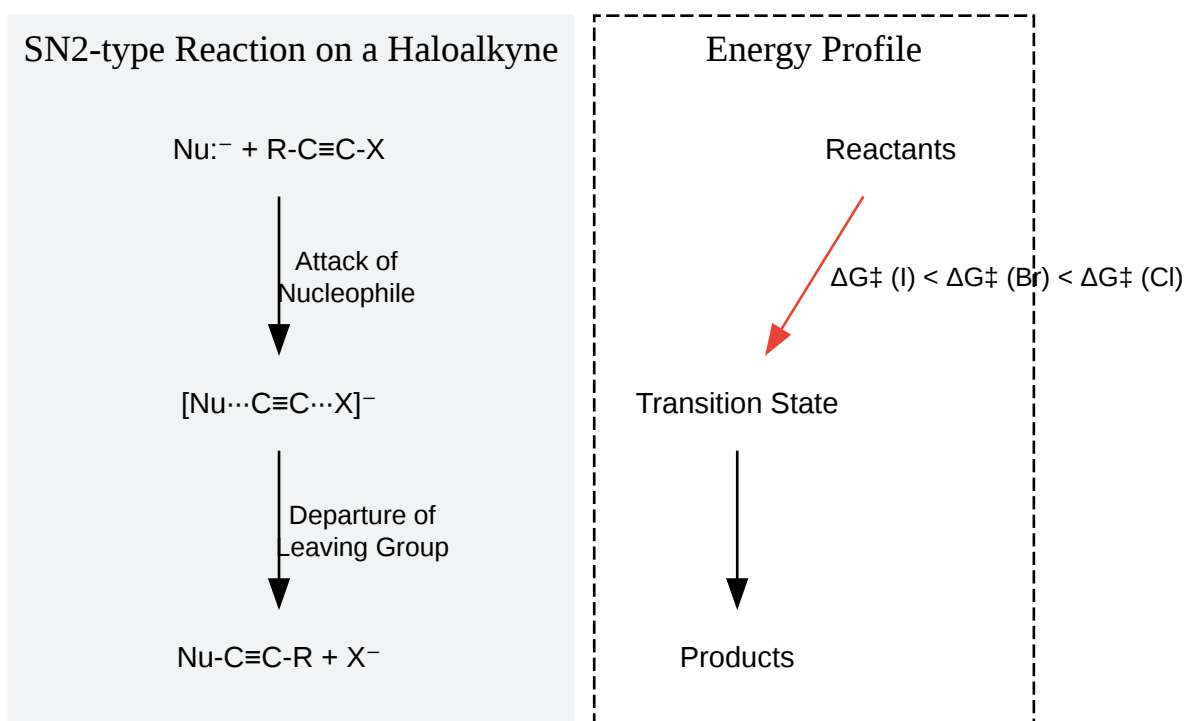 SN2-type Reaction on a Haloalkyne
Nu:⁻ + R-C≡C-X
Attack of
Nucleophile
[Nu···C≡C···X]⁻
Departure of
Leaving Group
Nu-C≡C-R + X⁻
Energy Profile
Reactants
ΔG‡ (I) < ΔG‡ (Br) < ΔG‡ (Cl)
Transition State
Products